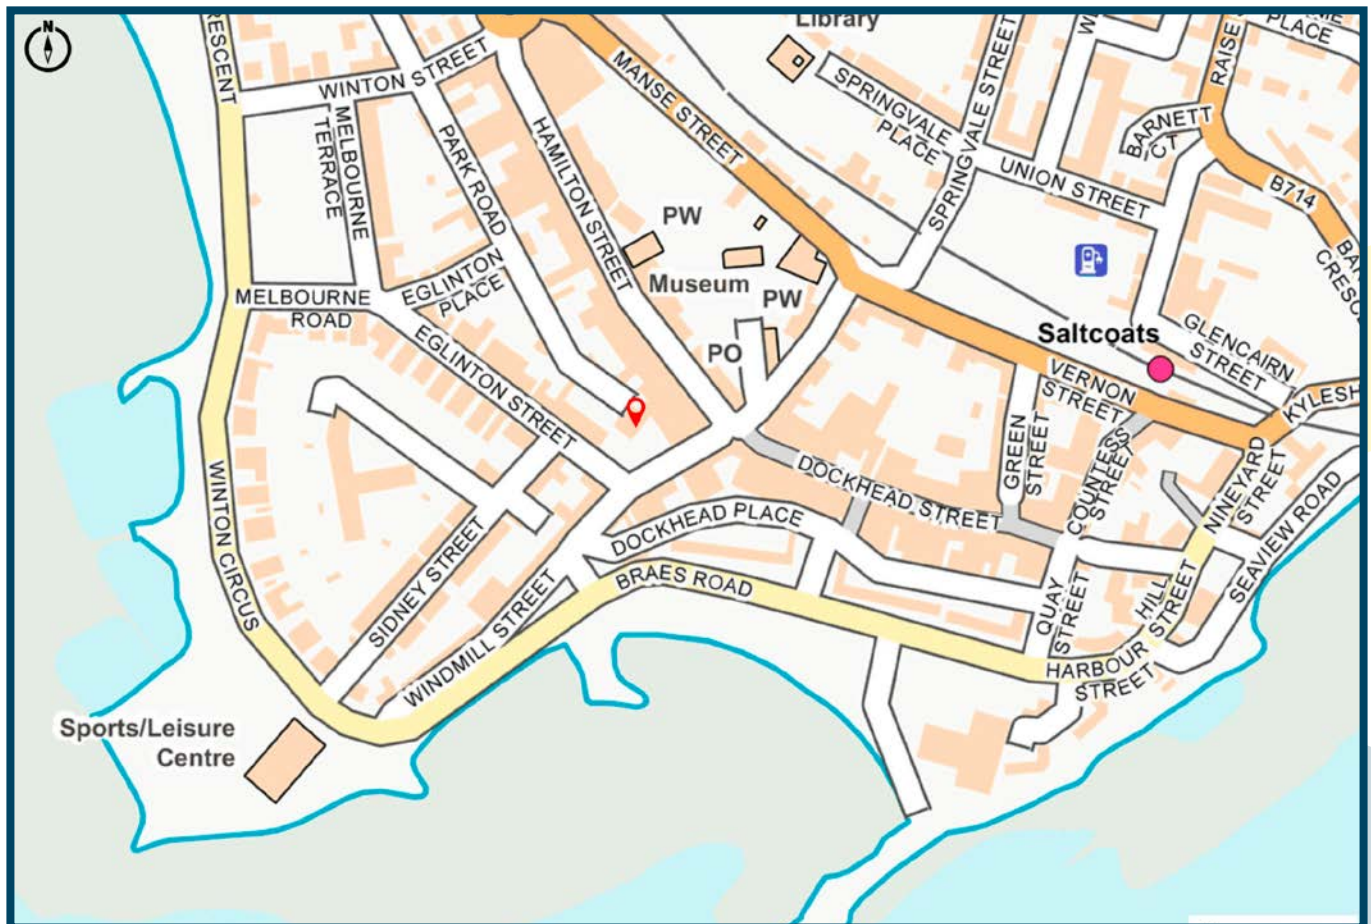 N
Library
RESCENT
WINTON STREET
MELBOURNE
TERRACE
PARK ROAD
HAMILTON STREET
MANSE STREET
SPRINGVALE
PLACE
SPRINGVALE STREET
UNION STREET
BARNETT
CT
RAISE
PLACE
B714
CRESC
PW
Museum
PW
PO
EGLINTON
PLACE
MELBOURNE
ROAD
EGLINTON STREET
Saltcoats
GLENCAIRN
STREET
VERNON
STREET
KYLESH
GREEN
STREET
COUNTESS
STREET
NINEYARD
STREET
SEAVIEW ROAD
DOCKHEAD STREET
DOCKHEAD PLACE
BRAES ROAD
WINTON CIRCUS
SIDNEY STREET
WINDMILL STREET
QUAY
STREET
HILL
STREET
HARBOUR
STREET
Sports/Leisure
Centre